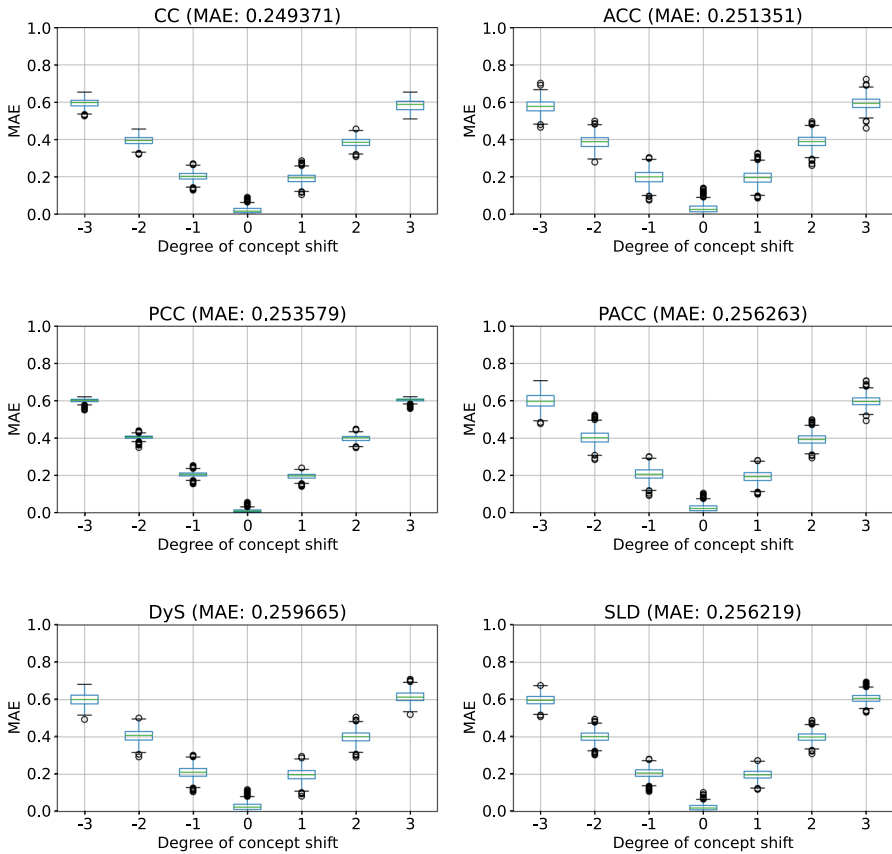 CC (MAE: 0.249371)
1.0
0.8
0.6
0.4
0.2
0.0
MAE
-3 -2 -1 0 1 2 3
Degree of concept shift
ACC (MAE: 0.251351)
1.0
0.8
0.6
0.4
0.2
0.0
MAE
-3 -2 -1 0 1 2 3
Degree of concept shift
PCC (MAE: 0.253579)
1.0
0.8
0.6
0.4
0.2
0.0
MAE
-3 -2 -1 0 1 2 3
Degree of concept shift
PACC (MAE: 0.256263)
1.0
0.8
0.6
0.4
0.2
0.0
MAE
-3 -2 -1 0 1 2 3
Degree of concept shift
DyS (MAE: 0.259665)
1.0
0.8
0.6
0.4
0.2
0.0
MAE
-3 -2 -1 0 1 2 3
Degree of concept shift
SLD (MAE: 0.256219)
1.0
0.8
0.6
0.4
0.2
0.0
MAE
-3 -2 -1 0 1 2 3
Degree of concept shift